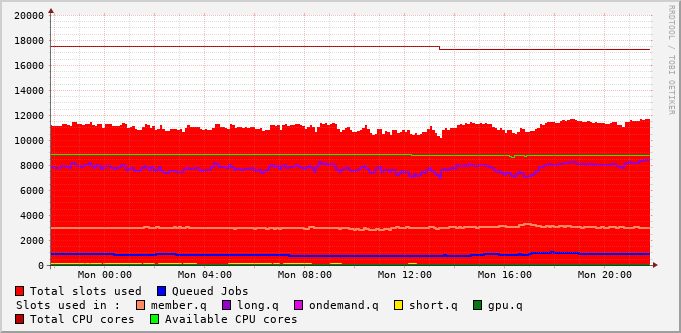 20000
18000
16000
14000
12000
10000
8000
6000
4000
2000
0
Mon 00:00 Mon 04:00 Mon 08:00 Mon 12:00 Mon 16:00 Mon 20:00
RRDTOOL / TOBI OETIKER
Total slots used Queued Jobs
Slots used in : member.q long.q ondemand.q short.q gpu.q
Total CPU cores Available CPU cores